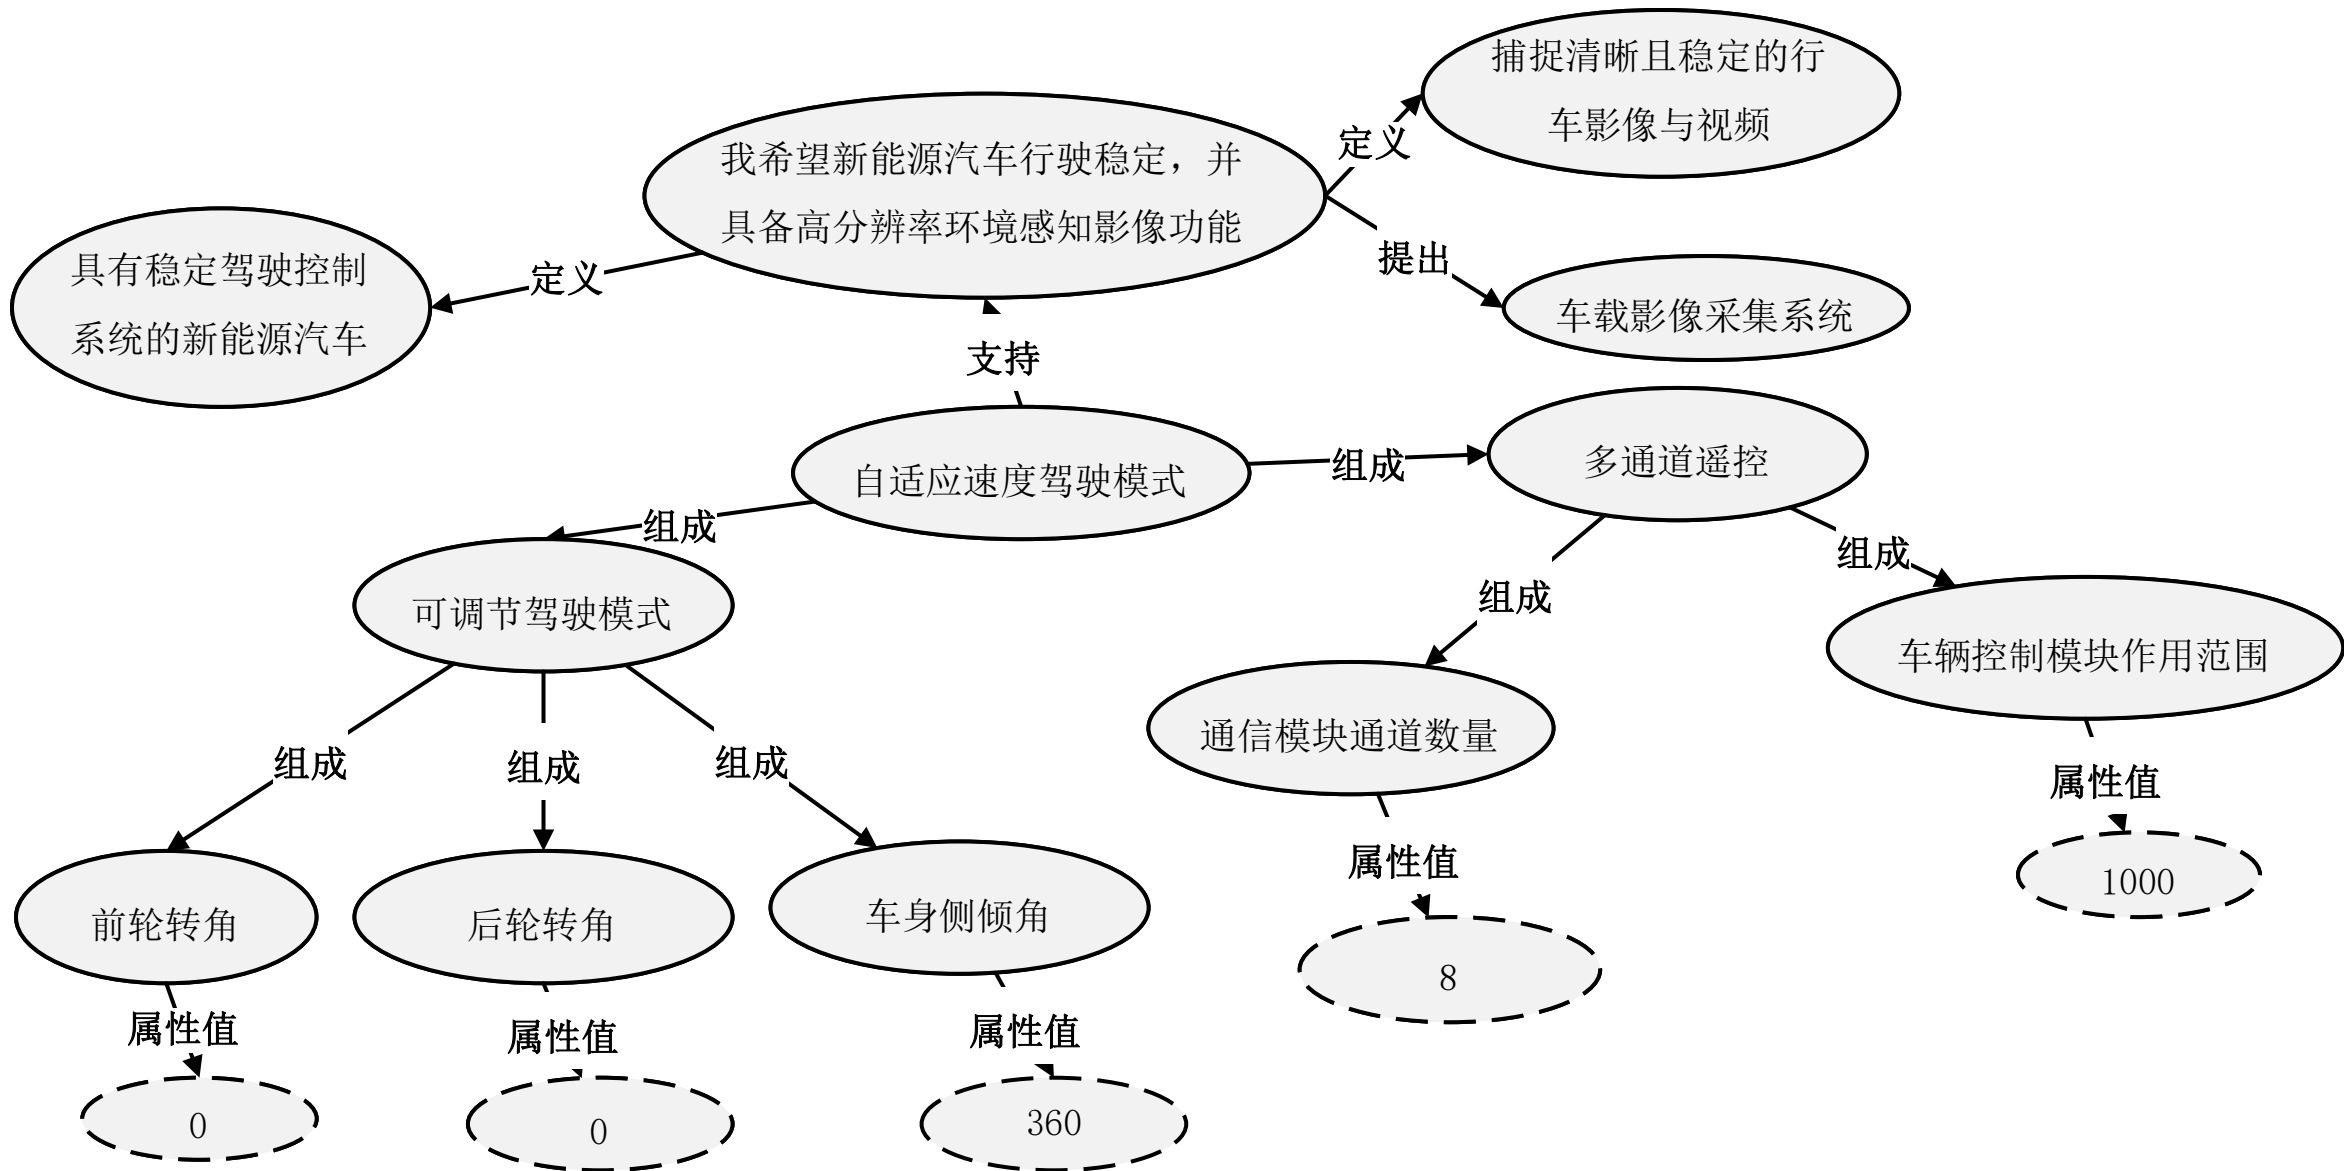 捕捉清晰且稳定的行
车影像与视频
定义
我希望新能源汽车行驶稳定，并
具备高分辨率环境感知影像功能
提出
具有稳定驾驶控制
系统的新能源汽车
定义
车载影像采集系统
支持
自适应速度驾驶模式
组成
多通道遥控
组成
可调节驾驶模式
组成
组成
车辆控制模块作用范围
通信模块通道数量
组成
组成
组成
属性值
属性值
1000
前轮转角
后轮转角
车身侧倾角
8
属性值
属性值
属性值
0
0
360